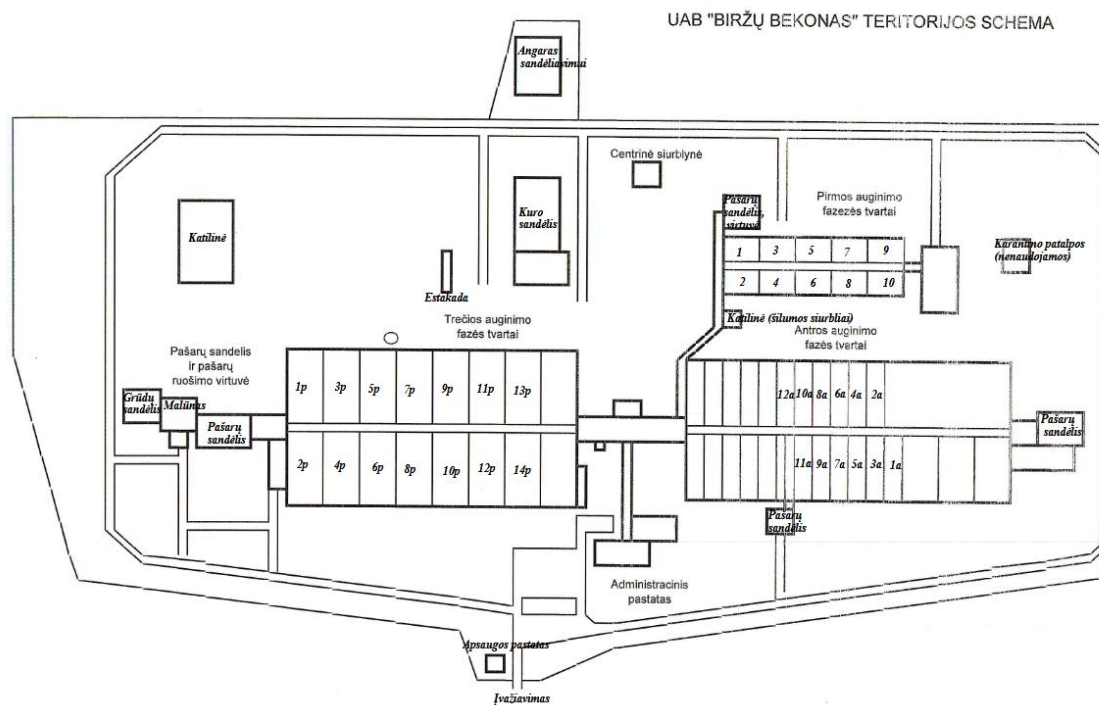 UAB "BIRŽŲ BEKONAS" TERITORIJOS SCHEMA
Angaras
sandėliavimui
Centrinė siurblynė
Pirmos auginimo
fazezės tvartai
Pašarų
sandėlis,
virtuvė
Kuro
sandėlis
Katilinė
Karantino patalpos
(nenaudojamos)
1 3 5 7 9
2 4 6 8 10
Estakada
Katilinė (šilumos siurbliai)
Trečios auginimo
fazės tvartai
Antros auginimo
fazės tvartai
Pašarų sandelis
ir pašarų
ruošimo virtuvė
Grūdu
sandėlis
Malūnas
Pašarų
sandėlis
1p 3p 5p 7p 9p 11p 13p
2p 4p 6p 8p 10p 12p 14p
12a 10a 8a 6a 4a 2a
11a 9a 7a 5a 3a 1a
Pašarų
sandėlis
Pašarų
sandėlis
Administracinis
pastatas
Apsaugos pastatas
Įvažiavimas